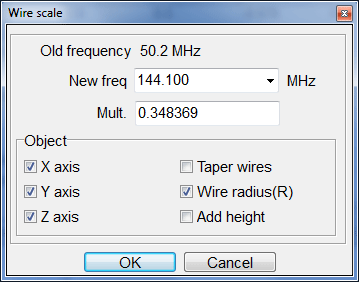 Wire scale
Old frequency 50.2 MHz
New freq 144.100 MHz
Mult. 0.348369
Object
X axis Taper wires
Y axis Wire radius(R)
Z axis Add height
OK Cancel